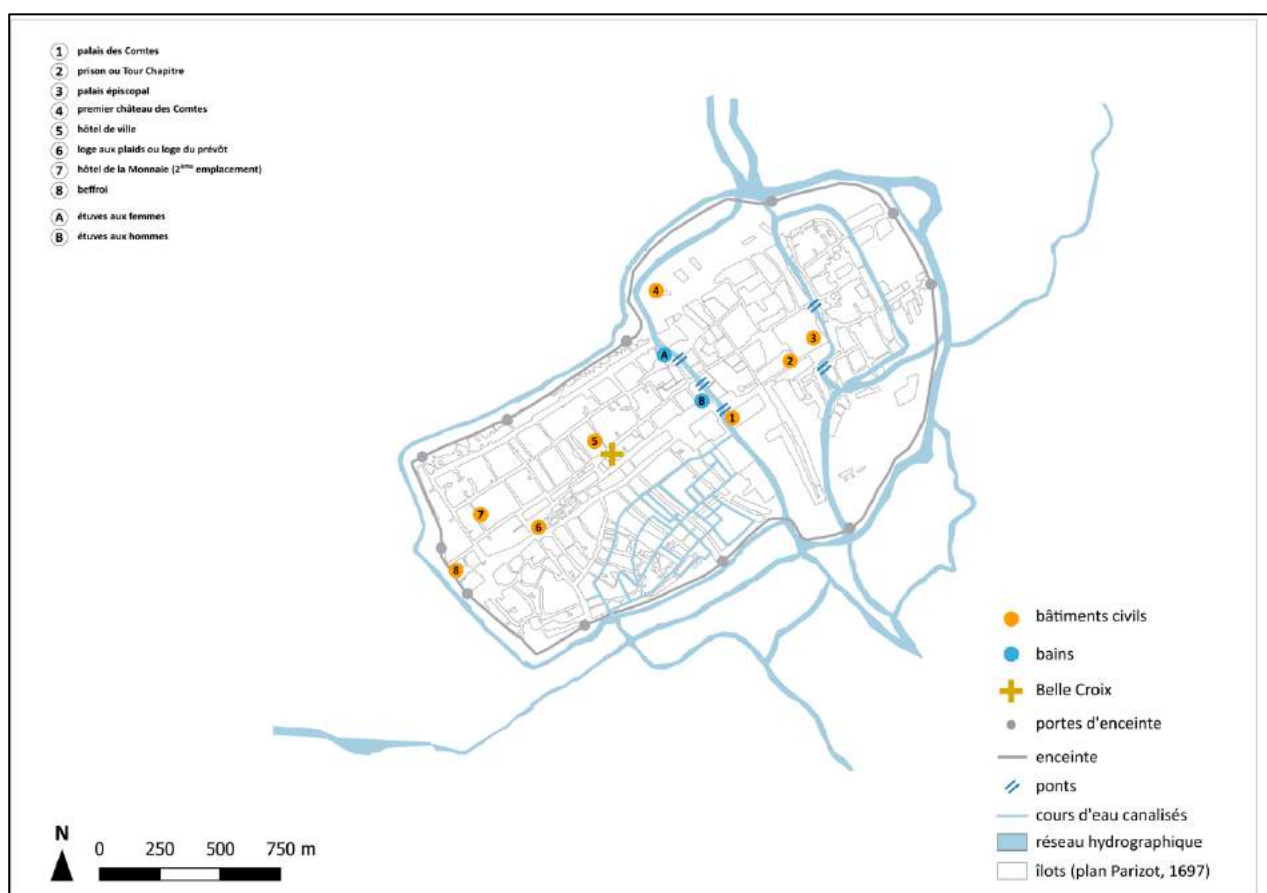 1 palais des Comtes
2 prison ou Tour Chapitre
3 palais épiscopal
4 premier château des Comtes
5 hôtel de ville
6 loge aux plaids ou loge du prévôt
7 hôtel de la Monnaie (2ème emplacement)
8 beffroi
A étuves aux femmes
B étuves aux hommes
4
3
A
2
B
1
5
7
6
8
bâtiments civils
bains
Belle Croix
portes d'enceinte
enceinte
ponts
cours d'eau canalisés
réseau hydrographique
îlots (plan Parizot, 1697)
N
0 250 500 750 m